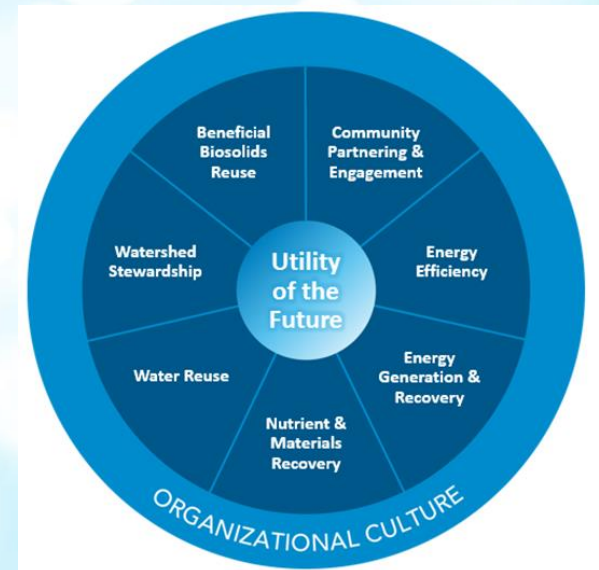 Beneficial
Biosolids
Reuse
Community
Partnering &
Engagement
Watershed
Stewardship
Utility
of the
Future
Energy
Efficiency
Water Reuse
Energy
Generation &
Recovery
Nutrient &
Materials
Recovery
ORGANIZATIONAL CULTURE